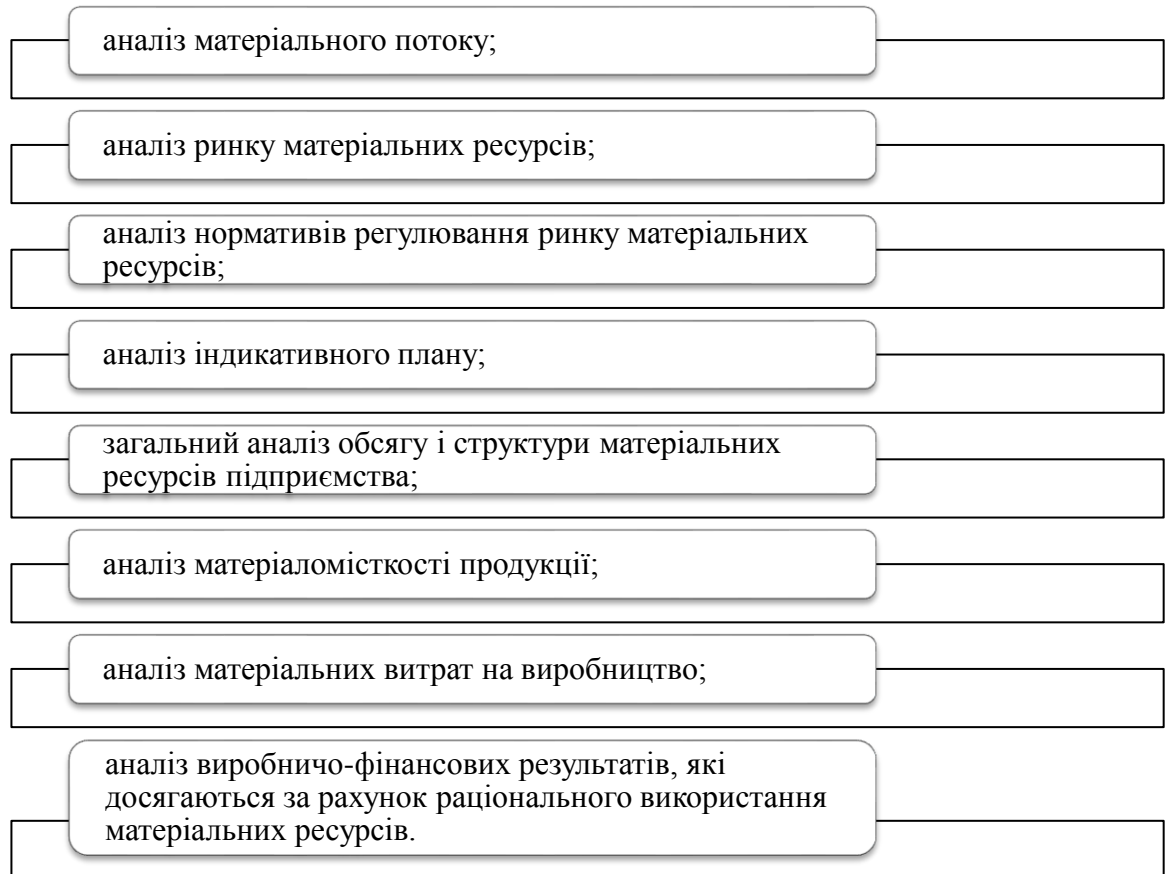 аналіз матеріального потоку;
аналіз ринку матеріальних ресурсів;
аналіз нормативів регулювання ринку матеріальних
ресурсів;
аналіз індикативного плану;
загальний аналіз обсягу і структури матеріальних
ресурсів підприємства;
аналіз матеріаломісткості продукції;
аналіз матеріальних витрат на виробництво;
аналіз виробничо-фінансових результатів, які
досягаються за рахунок раціонального використання
матеріальних ресурсів.